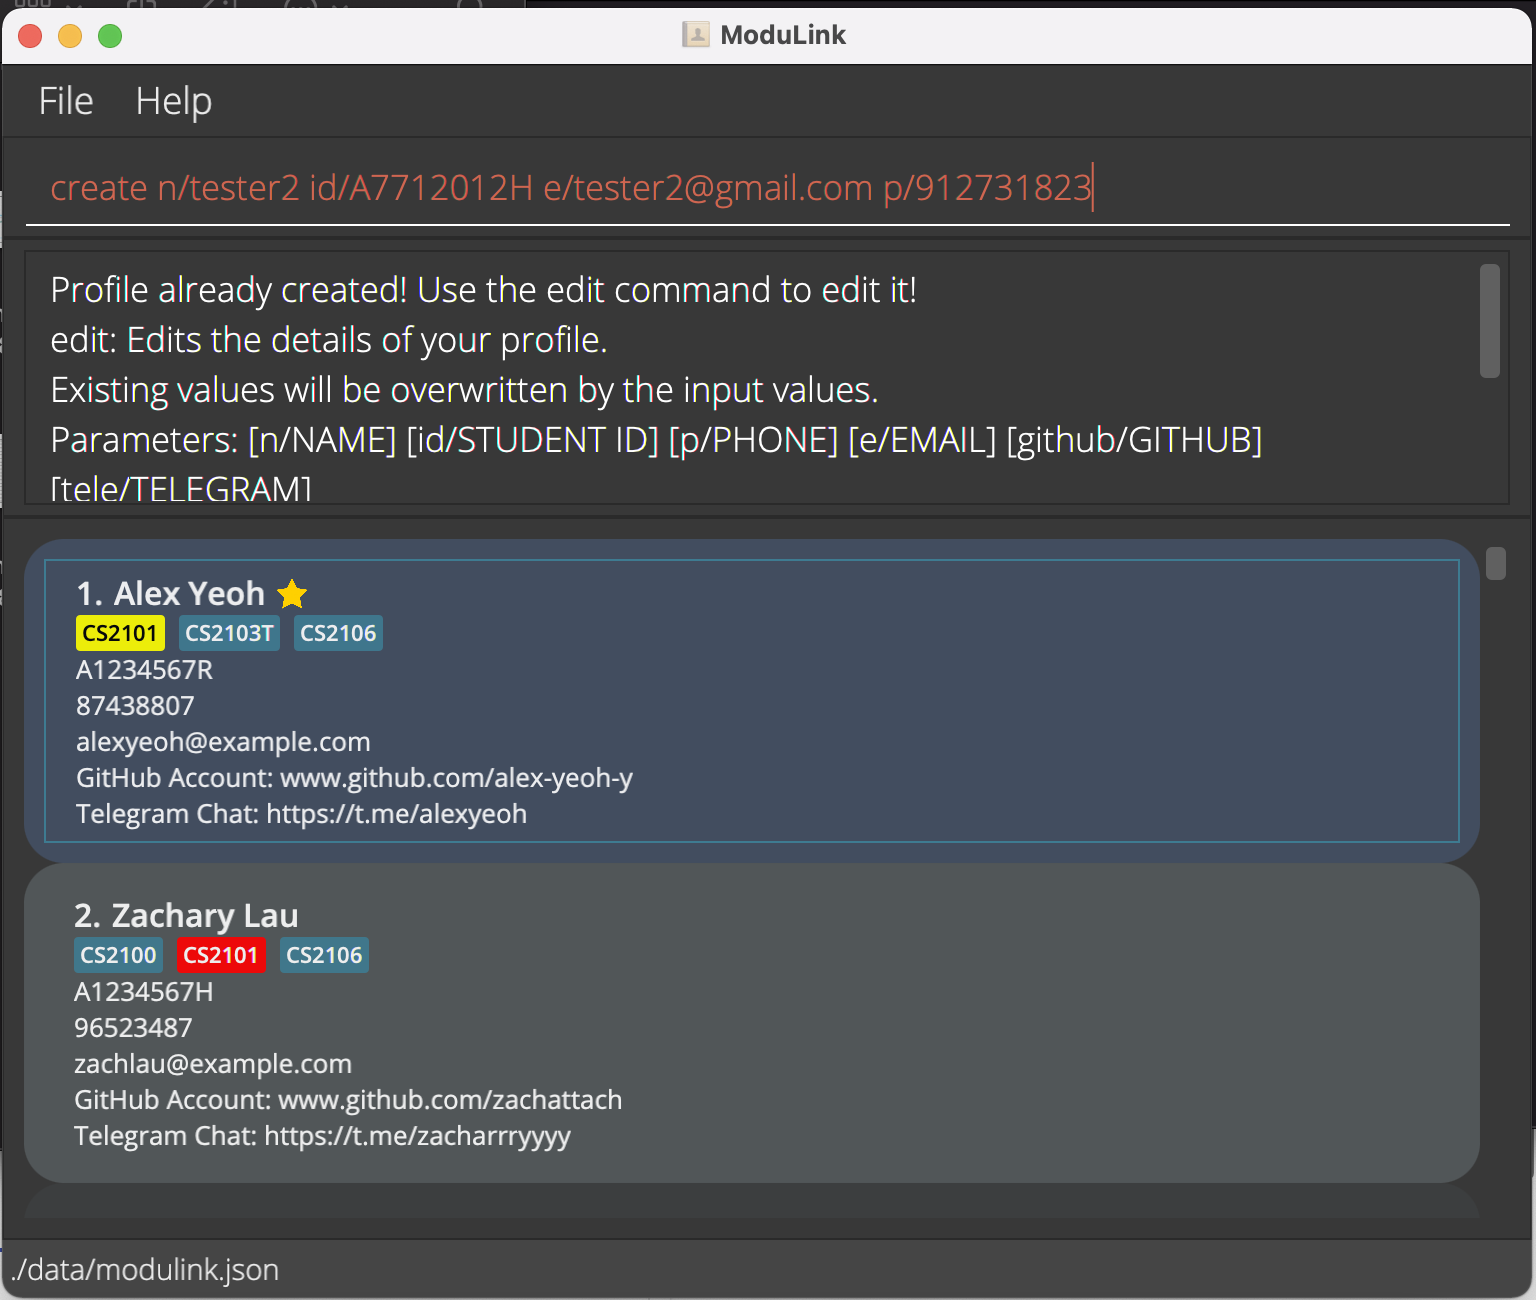 ModuLink
File Help
create n/tester2 id/A7712012H e/tester2@gmail.com p/912731823
Profile already created! Use the edit command to edit it!
edit: Edits the details of your profile.
Existing values will be overwritten by the input values.
Parameters: [n/NAME] [id/STUDENT ID] [p/PHONE] [e/EMAIL] [github/GITHUB]
[tele/TELEGRAM]
1. Alex Yeoh
CS2101 CS2103T CS2106
A1234567R
87438807
alexyeoh@example.com
GitHub Account: www.github.com/alex-yeoh-y
Telegram Chat: https://t.me/alexyeoh
2. Zachary Lau
CS2100 CS2101 CS2106
A1234567H
96523487
zachlau@example.com
GitHub Account: www.github.com/zachattach
Telegram Chat: https://t.me/zacharrryyyy
./data/modulink.json